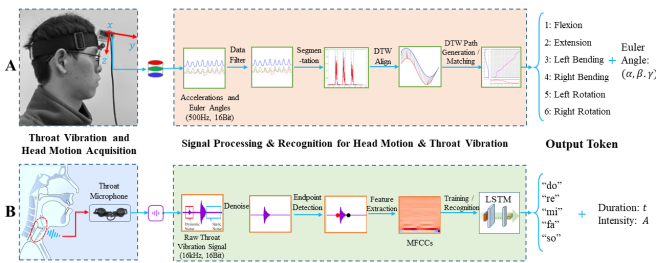 A
x
y
z
Data
Filter
Segmen
-tation
DTW
Align
DTW Path
Generation /
Matching
Accelerations and
Euler Angles
(500Hz, 16Bit)
1: Flexion
2: Extension
3: Left Bending
4: Right Bending
5: Left Rotation
6: Right Rotation
+
Euler
Angle:
(α, β, γ)
Throat Vibration and
Head Motion Acquisition
Signal Processing & Recognition for Head Motion & Throat Vibration
Output Token
B
Throat
Microphone
Denoise
Endpoint
Detection
Feature
Extraction
Training /
Recognition
LSTM
Raw Throat
Vibration Signal
(16kHz, 16Bit)
MFCCs
“do”
“re”
“mi”
“fa”
“so”
+
Duration: t
Intensity: A